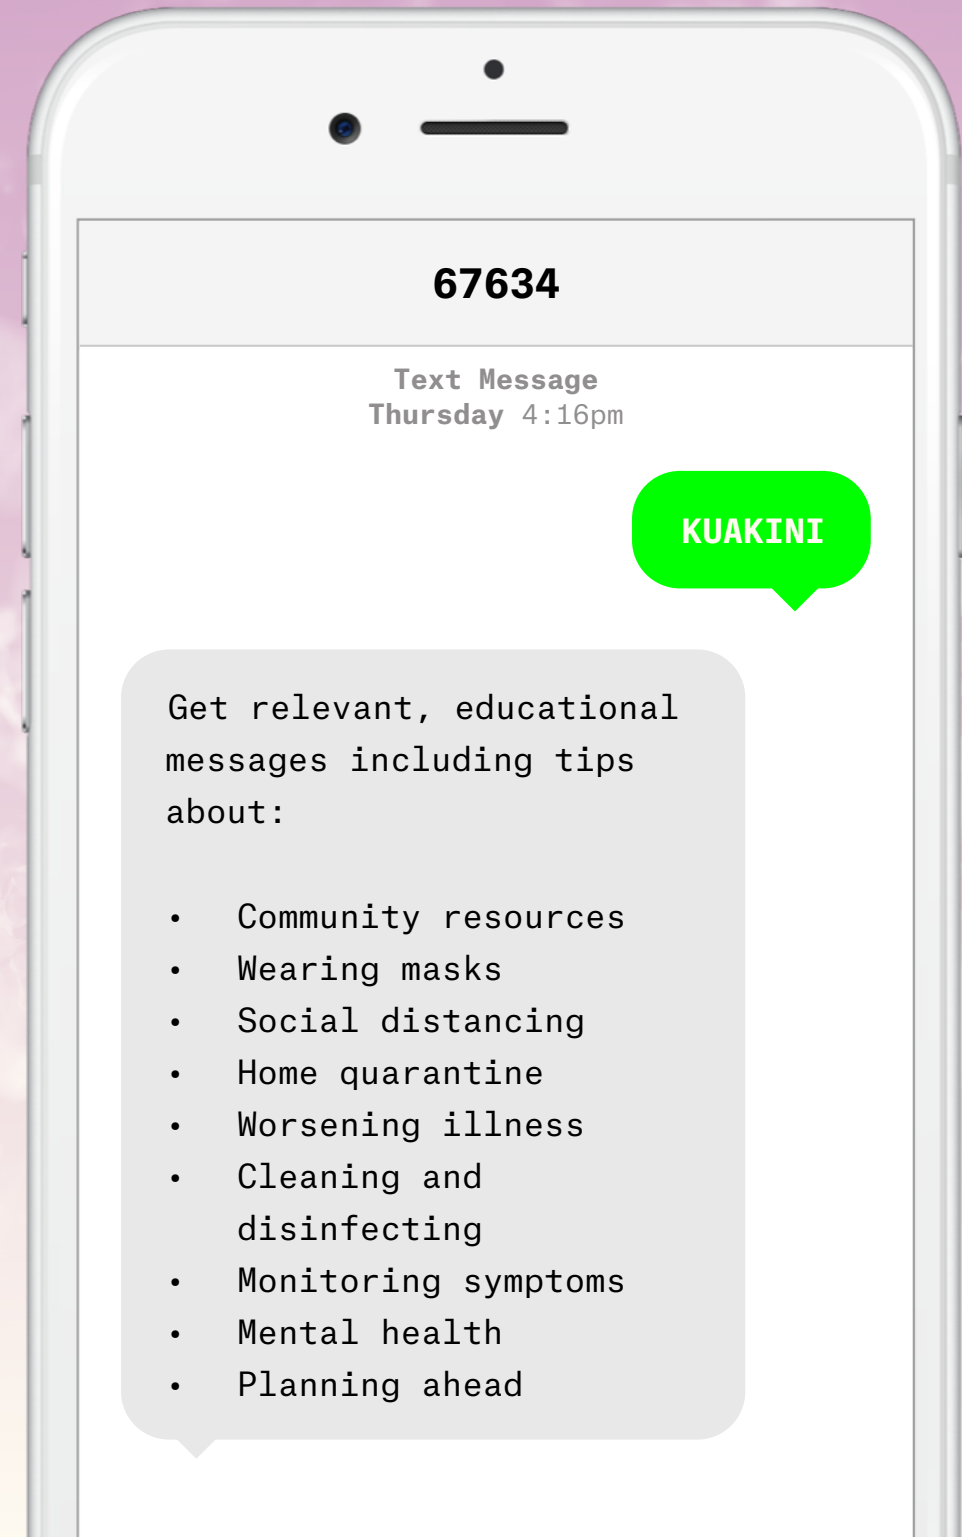 67634
Text Message
Thursday 4:16pm
KUAKINI
Get relevant, educational
messages including tips
about:
• Community resources
• Wearing masks
• Social distancing
• Home quarantine
• Worsening illness
• Cleaning and
disinfecting
• Monitoring symptoms
• Mental health
• Planning ahead